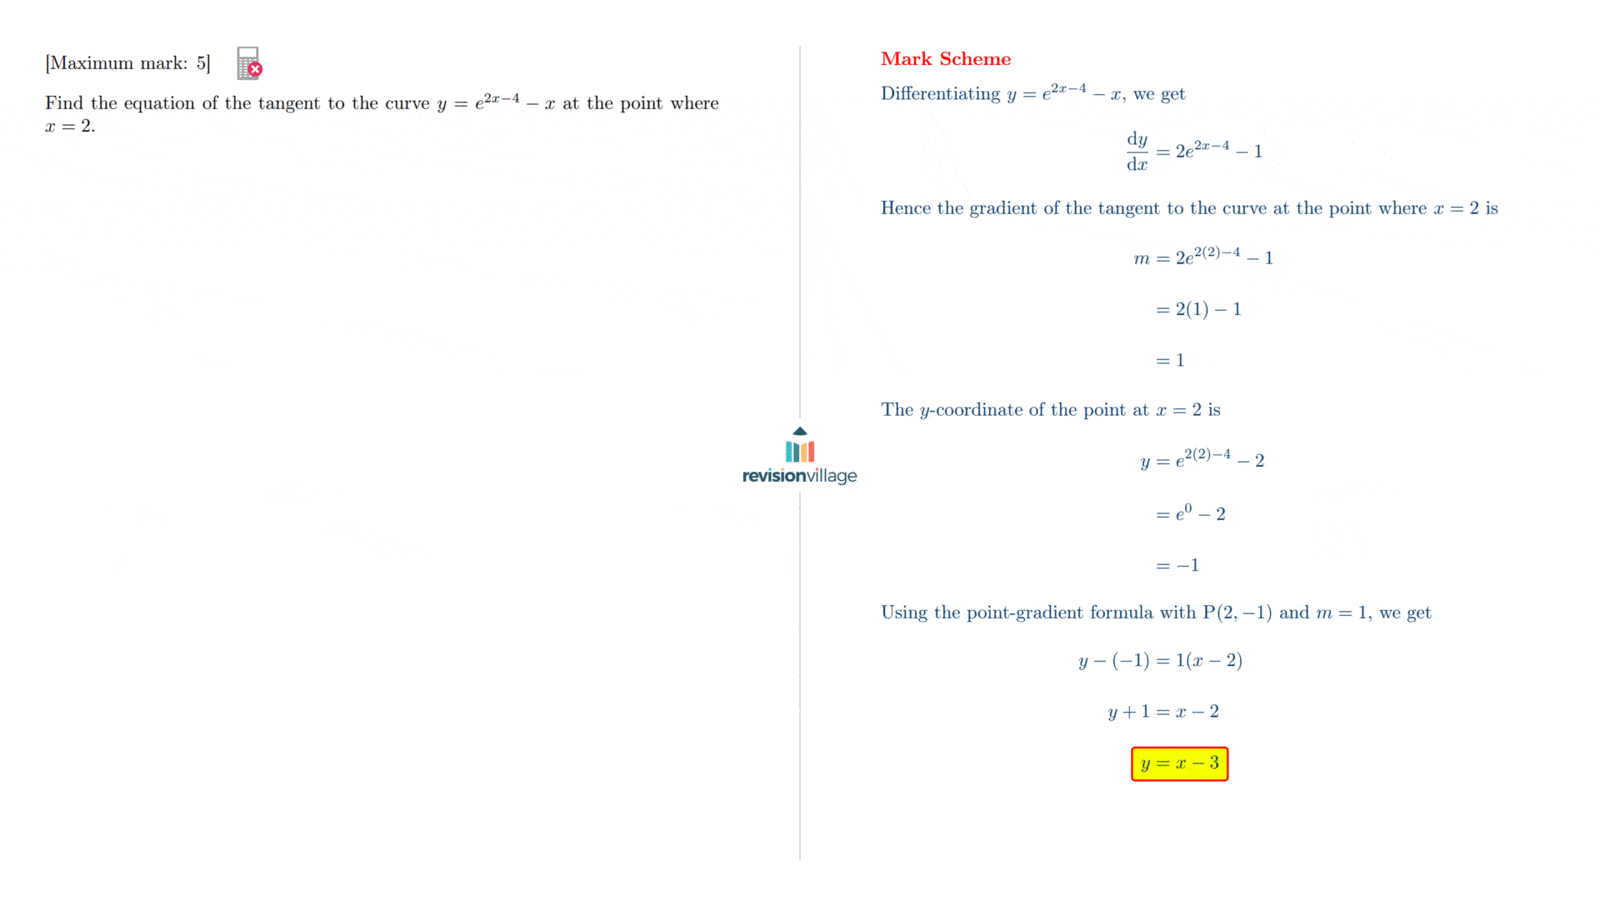 [Maximum mark: 5]
Find the equation of the tangent to the curve y = e^{2x−4} − x at the point where
x = 2.
revisionvillage
Mark Scheme
Differentiating y = e^{2x−4} − x, we get
dy/dx = 2e^{2x−4} − 1
Hence the gradient of the tangent to the curve at the point where x = 2 is
m = 2e^{2(2)−4} − 1
= 2(1) − 1
= 1
The y-coordinate of the point at x = 2 is
y = e^{2(2)−4} − 2
= e^0 − 2
= −1
Using the point-gradient formula with P(2, −1) and m = 1, we get
y − (−1) = 1(x − 2)
y + 1 = x − 2
y = x − 3